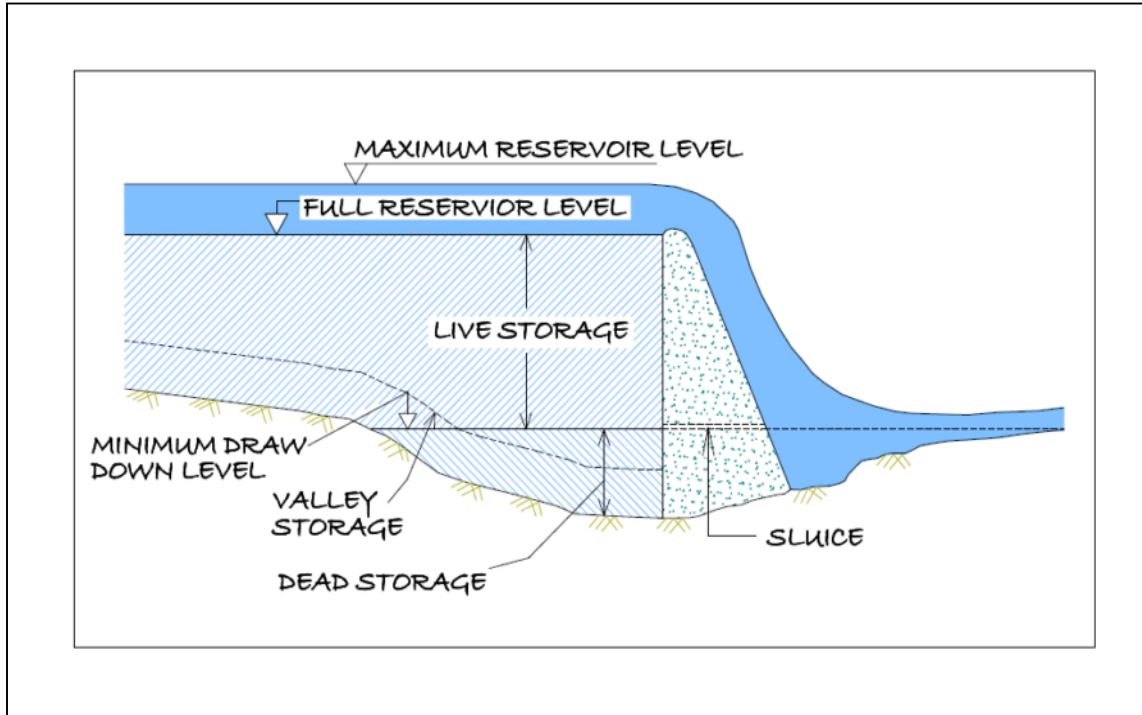 MAXIMUM RESERVOIR LEVEL
FULL RESERVIOR LEVEL
LIVE STORAGE
MINIMUM DRAW
DOWN LEVEL
VALLEY
STORAGE
SLUICE
DEAD STORAGE